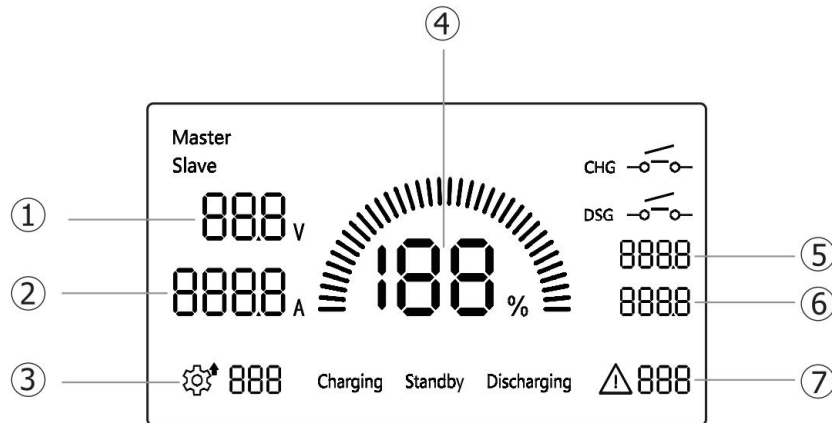 ④
Master
Slave
CHG
DSG
① 88.8 V
② 888.8 A
188 %
888.8 ⑤
888.8 ⑥
③ 888 Charging Standby Discharging 888 ⑦